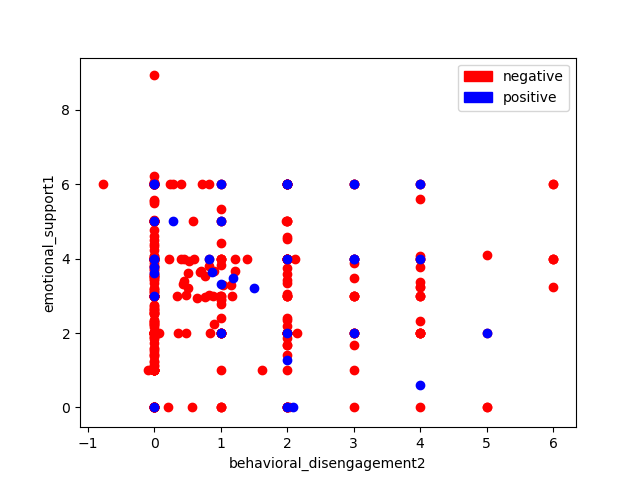 negative
positive
8
6
4
2
0
emotional_support1
−1 0 1 2 3 4 5 6
behavioral_disengagement2